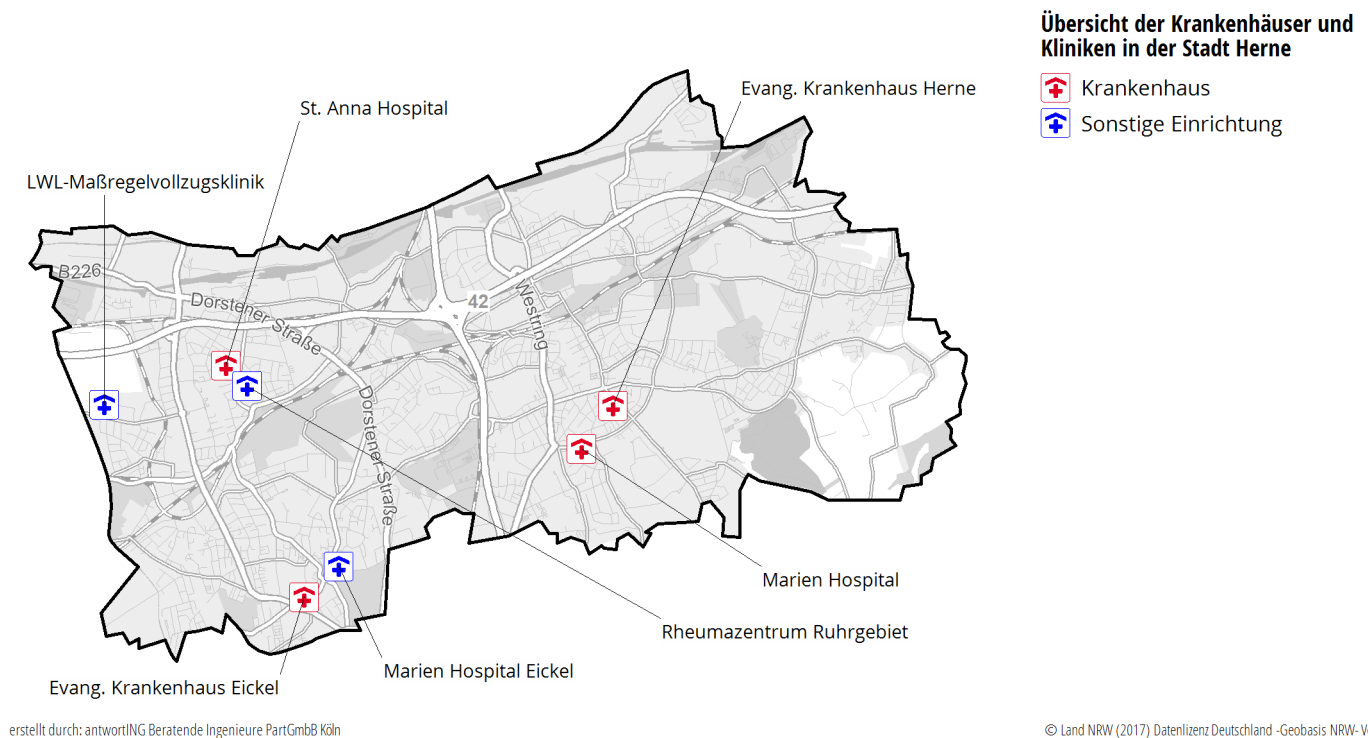 Übersicht der Krankenhäuser und
Kliniken in der Stadt Herne
Krankenhaus
Sonstige Einrichtung
Evang. Krankenhaus Herne
St. Anna Hospital
LWL-Maßregelvollzugsklinik
B226
Dorstener Straße
42
Westring
Dorstener Straße
Marien Hospital
Rheumazentrum Ruhrgebiet
Marien Hospital Eickel
Evang. Krankenhaus Eickel
erstellt durch: antwortING Beratende Ingenieure PartGmbB Köln
© Land NRW (2017) Datenlizenz Deutschland -Geobasis NRW- V